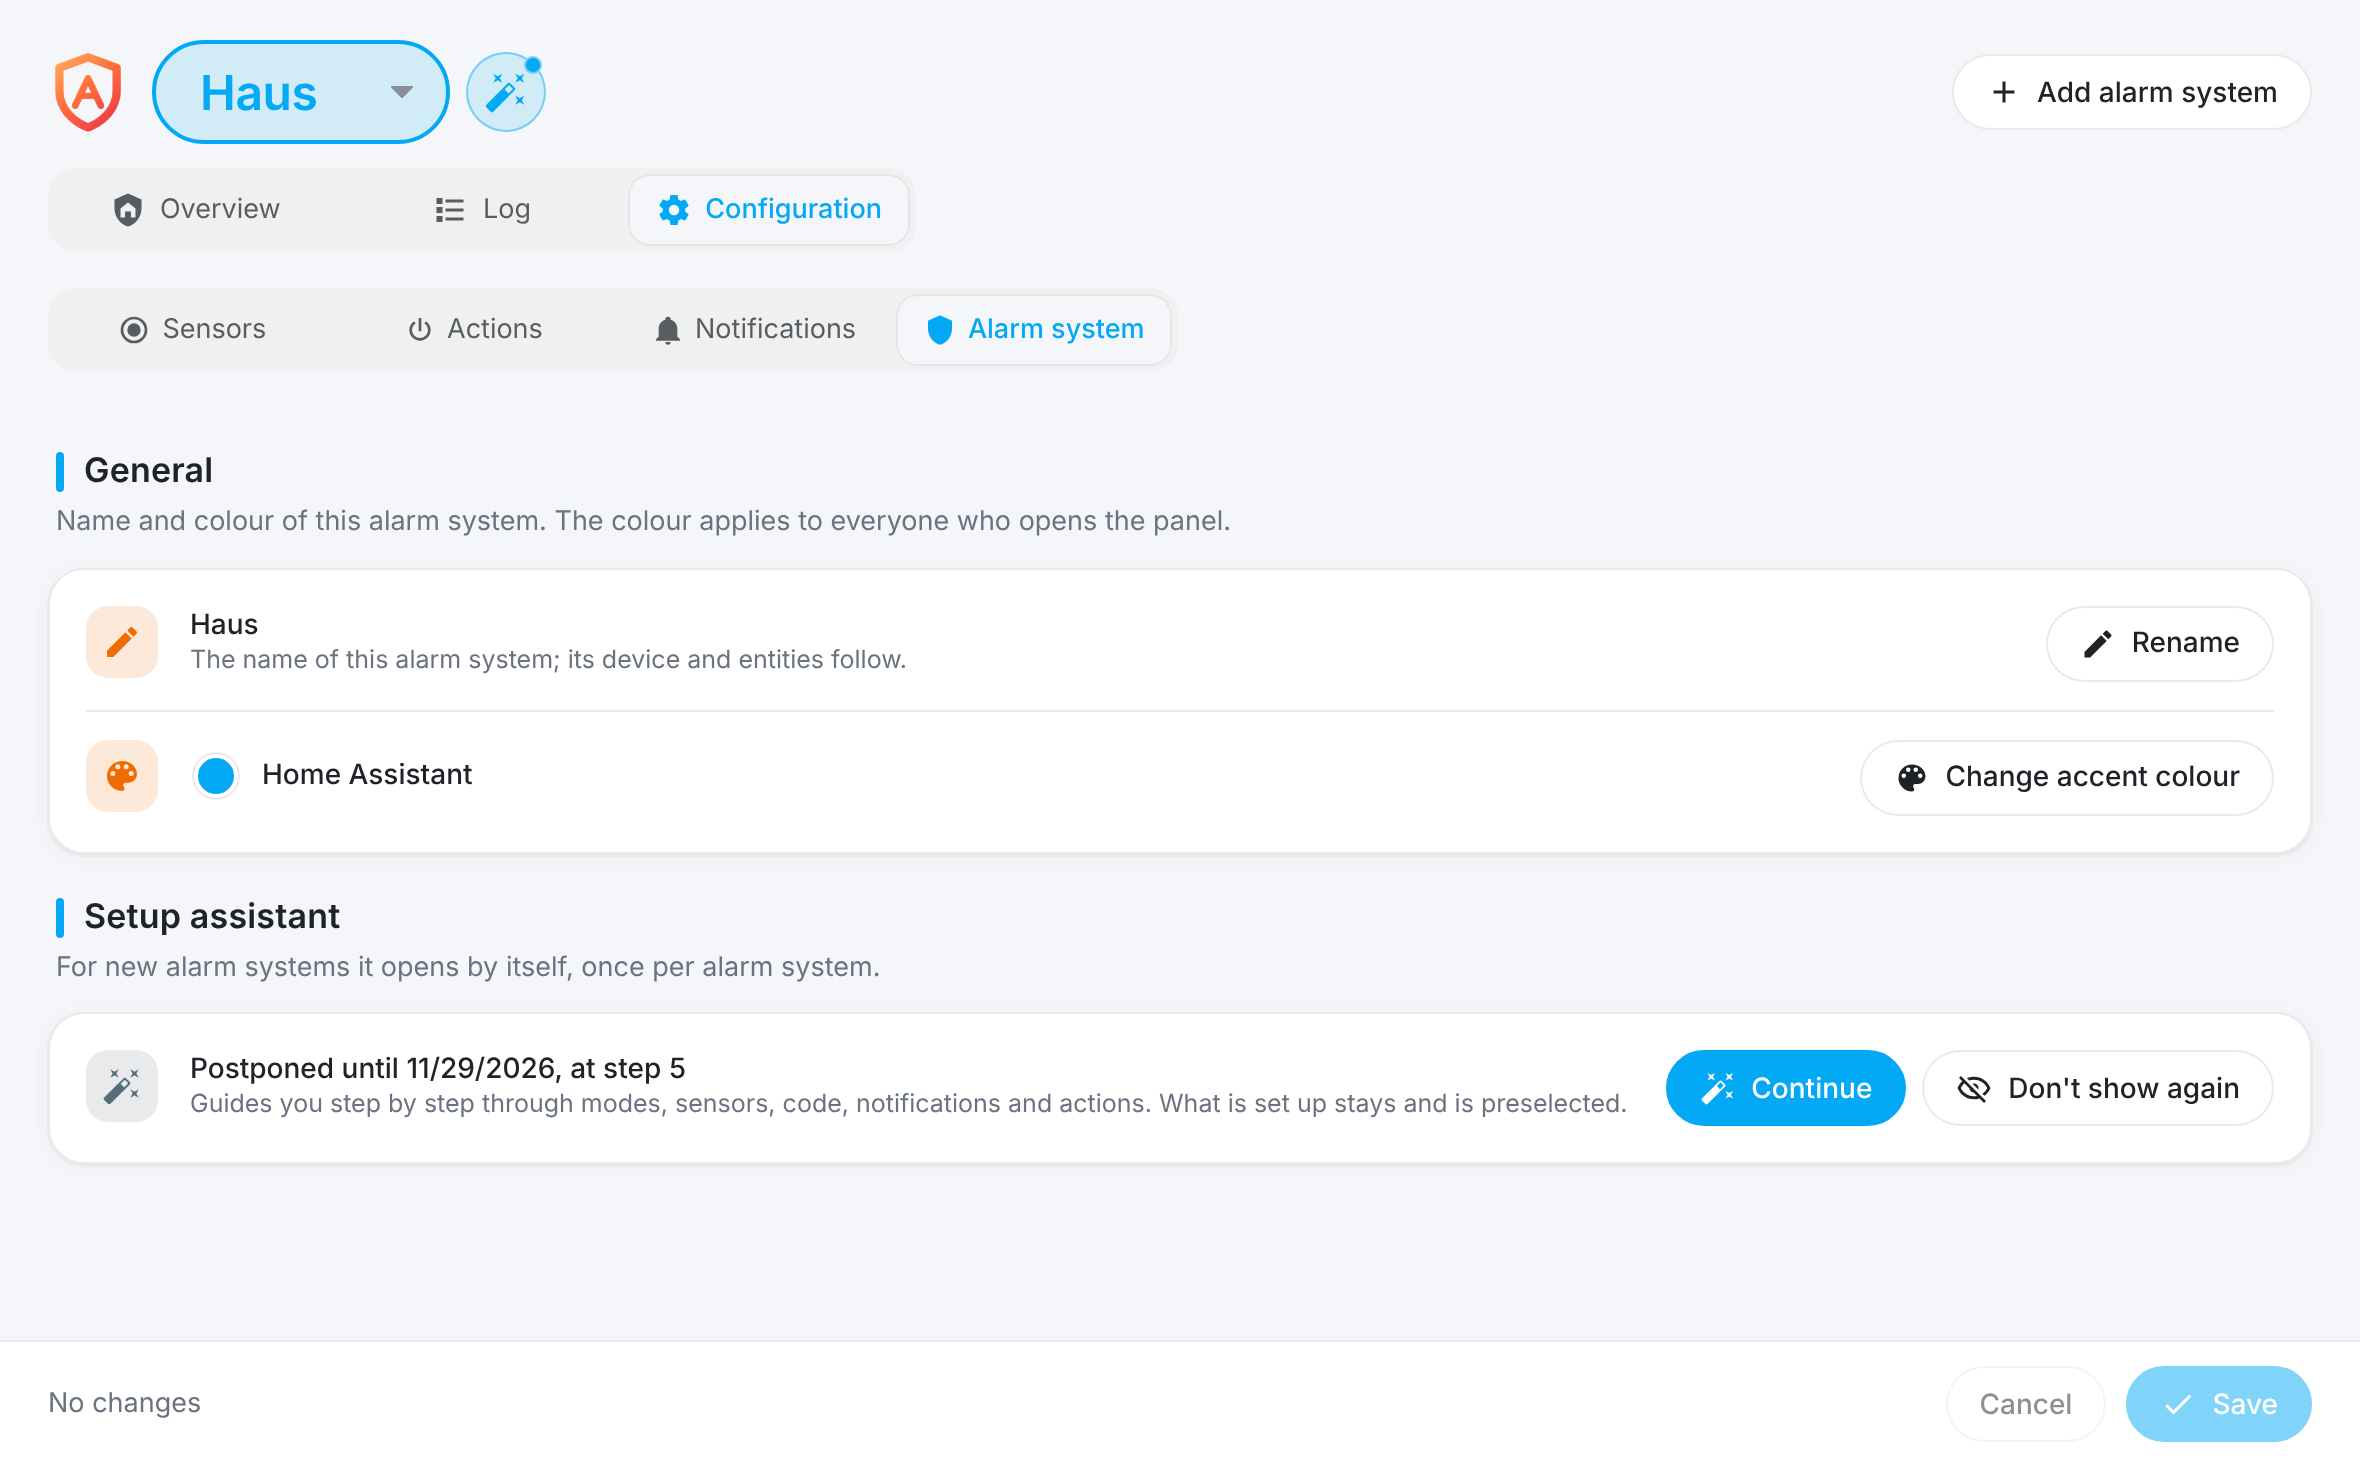 Haus
Add alarm system
Overview
Log
Configuration
Sensors
Actions
Notifications
Alarm system
General
Name and colour of this alarm system. The colour applies to everyone who opens the panel.
Haus
The name of this alarm system; its device and entities follow.
Rename
Home Assistant
Change accent colour
Setup assistant
For new alarm systems it opens by itself, once per alarm system.
Postponed until 11/29/2026, at step 5
Guides you step by step through modes, sensors, code, notifications and actions. What is set up stays and is preselected.
Continue
Don't show again
No changes
Cancel
Save